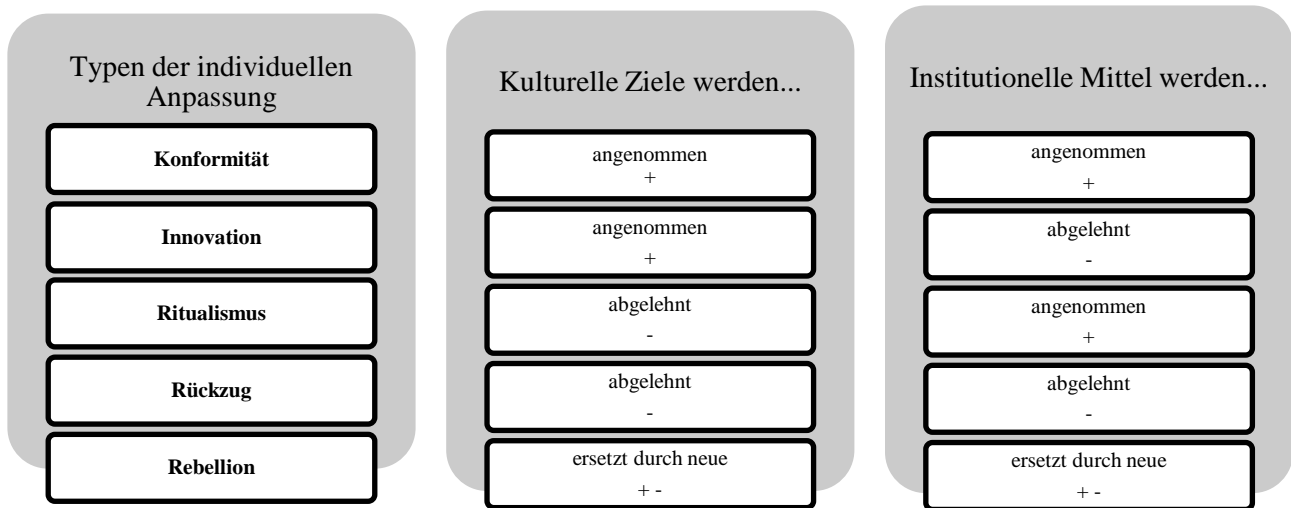 Typen der individuellen
Anpassung
Konformität
Innovation
Ritualismus
Rückzug
Rebellion
Kulturelle Ziele werden...
angenommen
+
angenommen
+
abgelehnt
-
abgelehnt
-
ersetzt durch neue
+ -
Institutionelle Mittel werden...
angenommen
+
abgelehnt
-
angenommen
+
abgelehnt
-
ersetzt durch neue
+ -